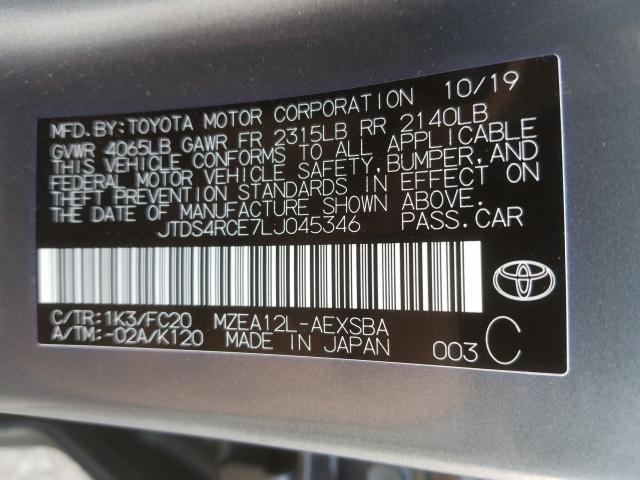 MFD.BY:TOYOTA MOTOR CORPORATION 10/19
GVWR 4065LB GAWR FR 2315LB RR 2140LB
THIS VEHICLE CONFORMS TO ALL APPLICABLE
FEDERAL MOTOR VEHICLE SAFETY,BUMPER,AND
THEFT PREVENTION STANDARDS IN EFFECT ON
THE DATE OF MANUFACTURE SHOWN ABOVE.
JTDS4RCE7LJ045346 PASS.CAR
C/TR:1K3/FC20 MZEA12L-AEXSBA
A/TM:-02A/K120 MADE IN JAPAN 003 C